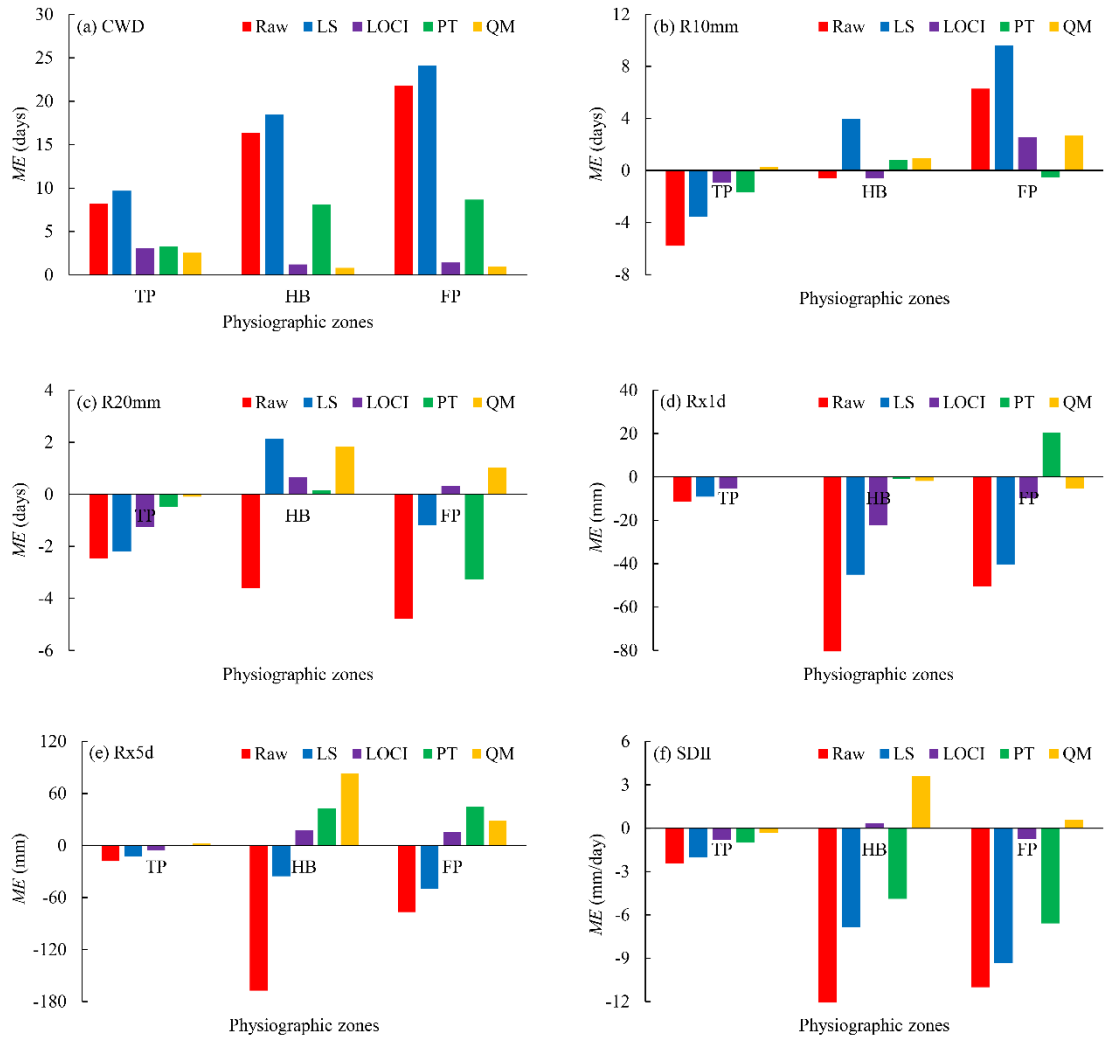 (a) CWD
Raw LS LOCI PT QM
ME (days)
30
25
20
15
10
5
0
TP HB FP
Physiographic zones
(b) R10mm
Raw LS LOCI PT QM
ME (days)
12
8
4
0
-4
-8
TP HB FP
Physiographic zones
(c) R20mm
Raw LS LOCI PT QM
ME (days)
4
2
0
-2
-4
-6
TP HB FP
Physiographic zones
(d) Rx1d
Raw LS LOCI PT QM
ME (mm)
40
20
0
-20
-40
-60
-80
TP HB FP
Physiographic zones
(e) Rx5d
Raw LS LOCI PT QM
ME (mm)
120
60
0
-60
-120
-180
TP HB FP
Physiographic zones
(f) SDII
Raw LS LOCI PT QM
ME (mm/day)
6
3
0
-3
-6
-9
-12
TP HB FP
Physiographic zones